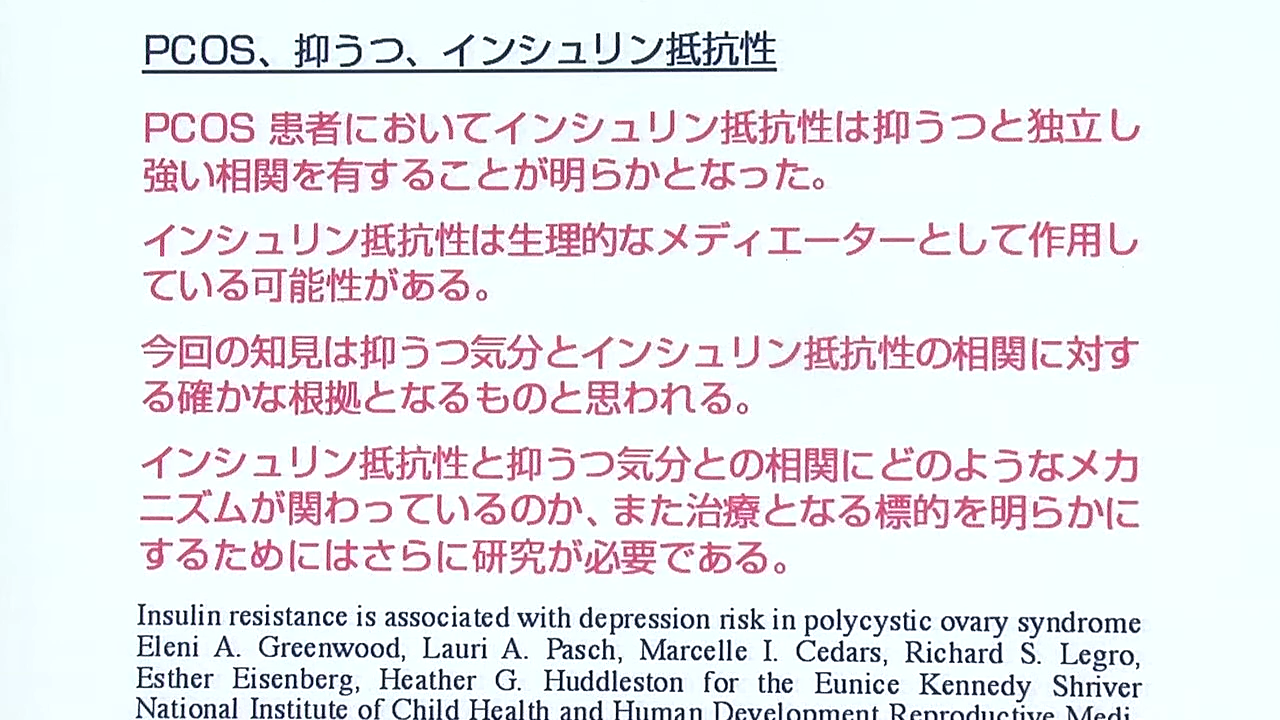 PCOS、抑うつ、インシュリン抵抗性
PCOS 患者においてインシュリン抵抗性は抑うつと独立し
強い相関を有することが明らかとなった。
インシュリン抵抗性は生理的なメディエーターとして作用し
ている可能性がある。
今回の知見は抑うつ気分とインシュリン抵抗性の相関に対す
る確かな根拠となるものと思われる。
インシュリン抵抗性と抑うつ気分との相関にどのようなメカ
ニズムが関わっているのか、また治療となる標的を明らかに
するためにはさらに研究が必要である。
Insulin resistance is associated with depression risk in polycystic ovary syndrome
Eleni A. Greenwood, Lauri A. Pasch, Marcelle I. Cedars, Richard S. Legro,
Esther Eisenberg, Heather G. Huddleston for the Eunice Kennedy Shriver
National Institute of Child Health and Human Development Reproductive Medi-